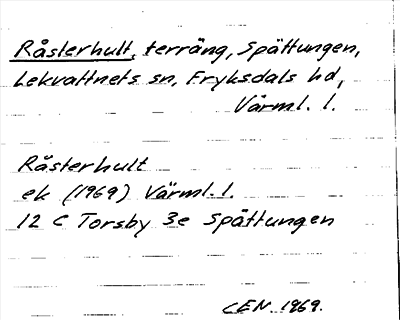 Råsterhult, terräng, Spättungen,
Lekvattnets sn, Fryksdals hd,
Värml. l.
Råsterhult
ek (1969) Värml. l.
12 C Torsby 3e Spättungen
CEN. 1969.